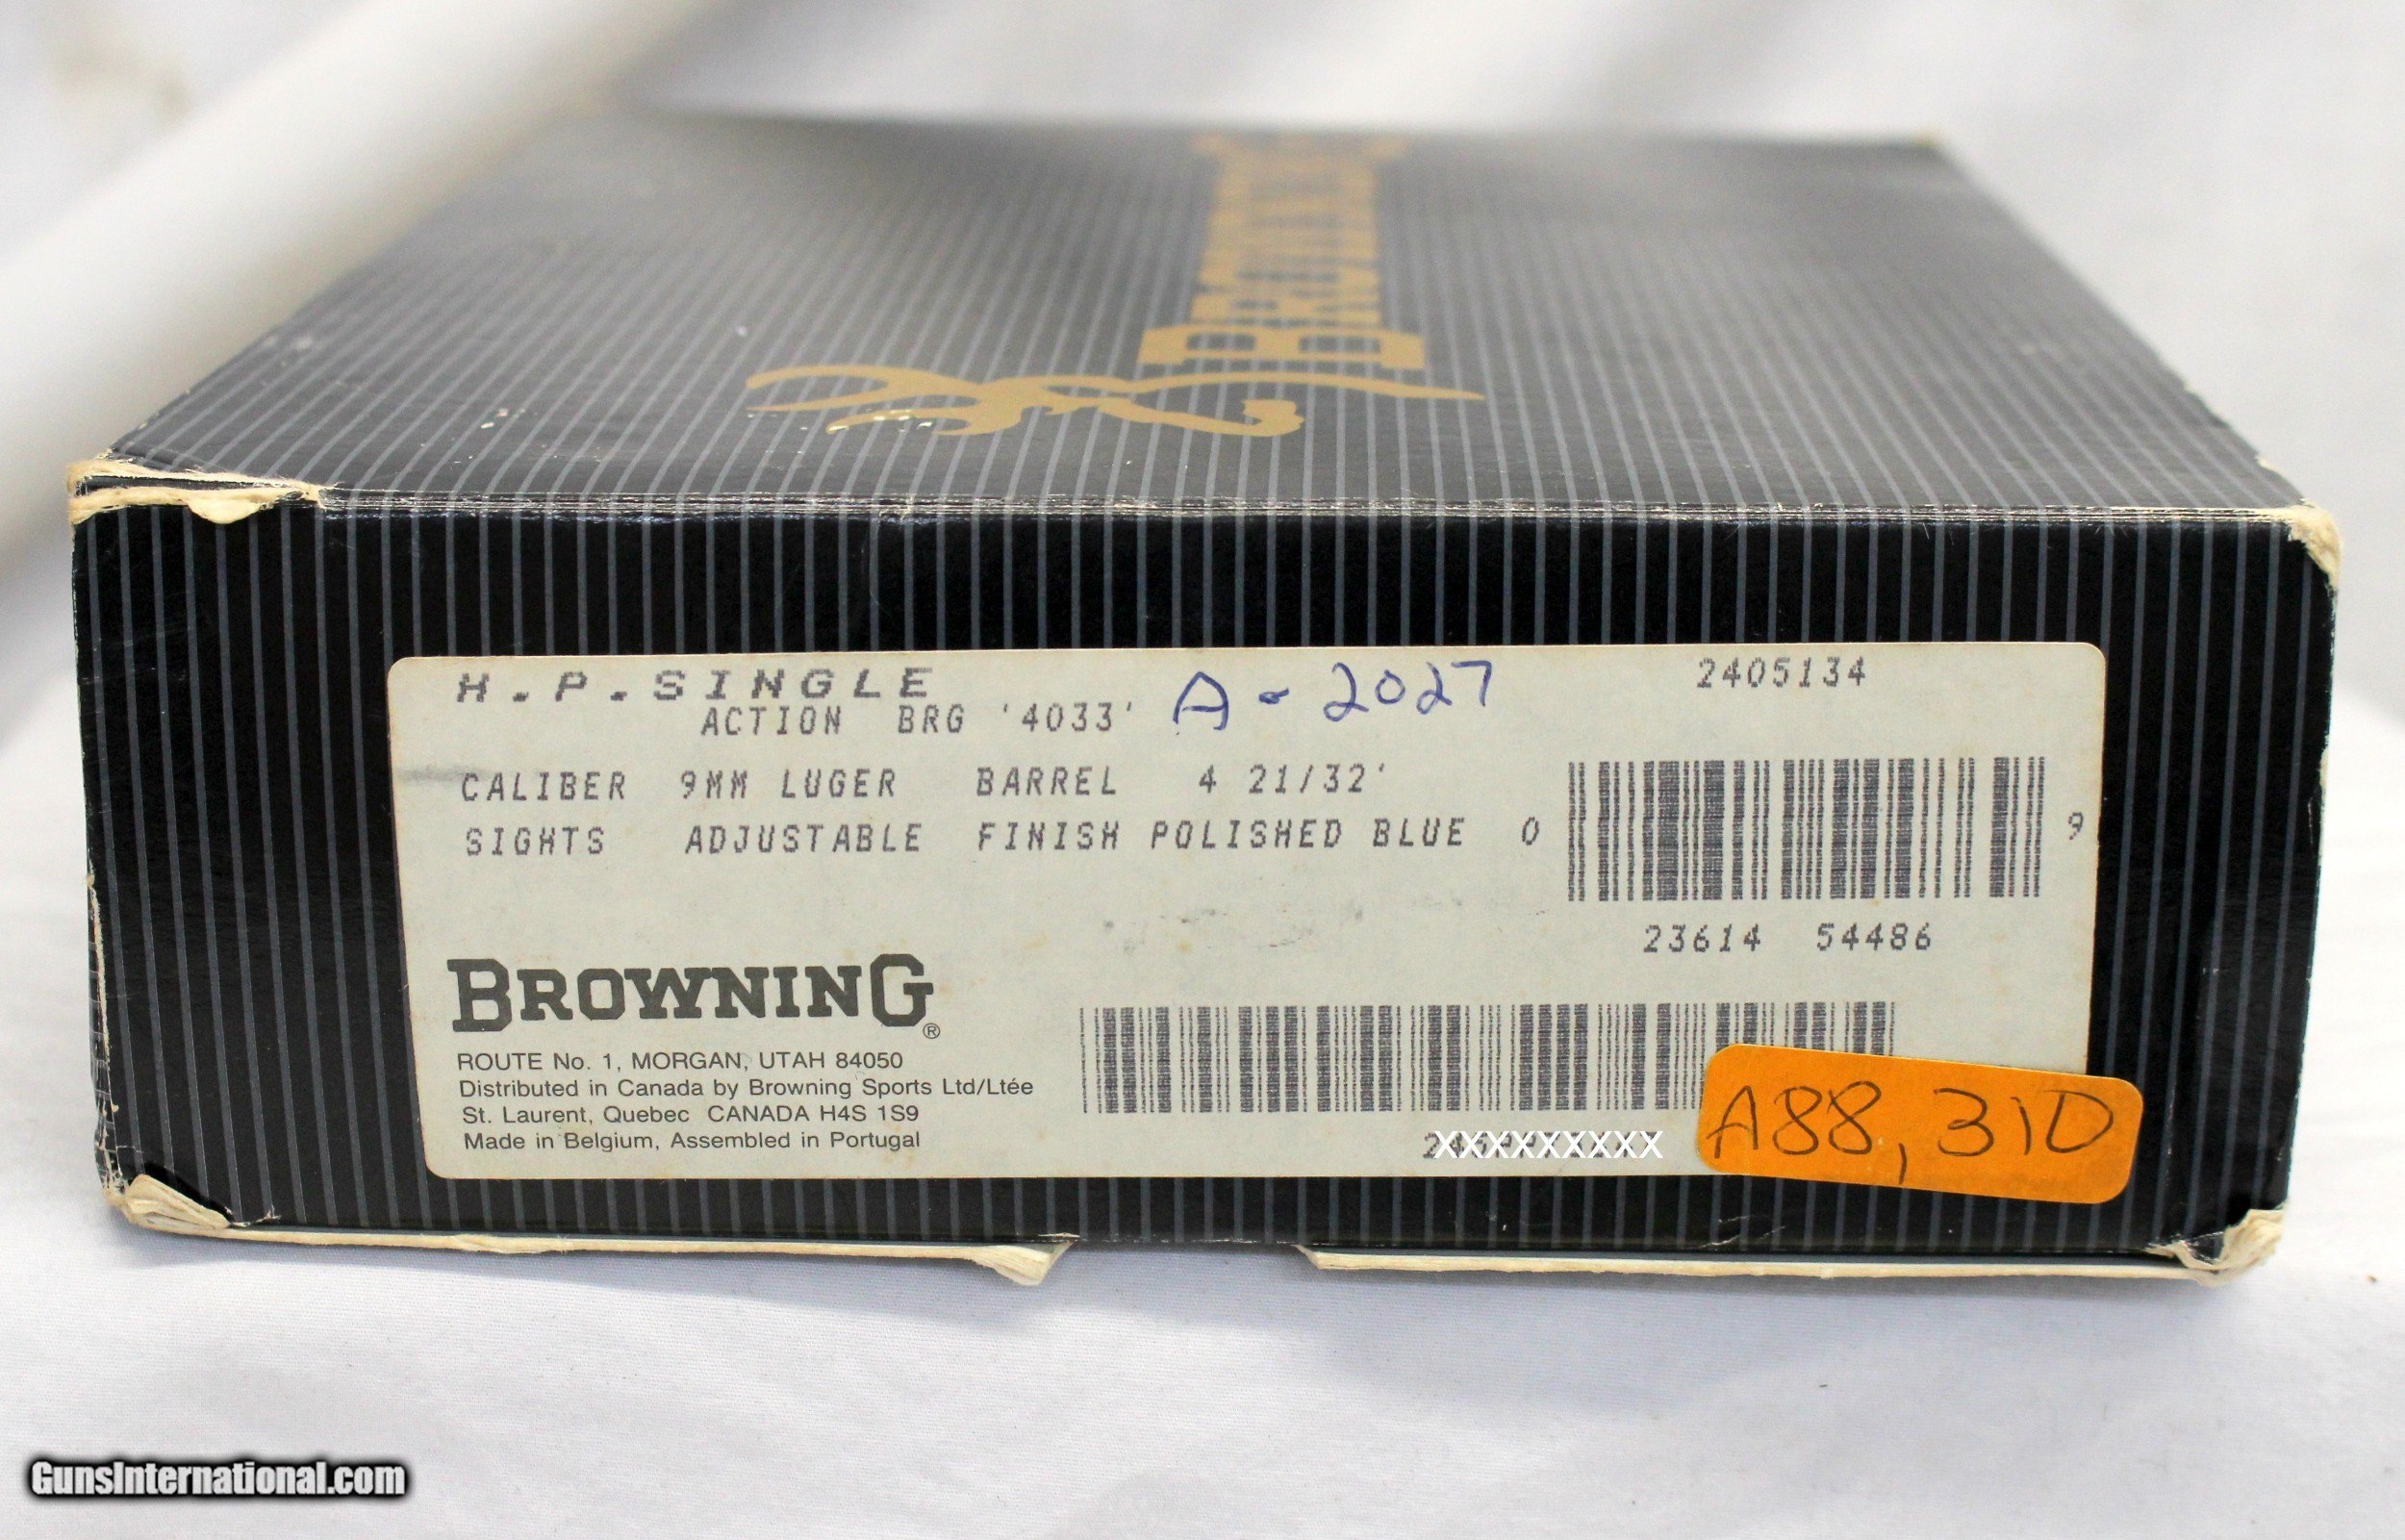 BROWNING
H.P.SINGLE
ACTION BRG '4033'
A-2027
2405134
CALIBER 9MM LUGER BARREL 4 21/32'
SIGHTS ADJUSTABLE FINISH POLISHED BLUE
0 23614 54486 9
BROWNING®
ROUTE No. 1, MORGAN, UTAH 84050
Distributed in Canada by Browning Sports Ltd/Ltée
St. Laurent, Quebec CANADA H4S 1S9
Made in Belgium, Assembled in Portugal
XXXXXXXXX
A88,310
GunsInternational.com